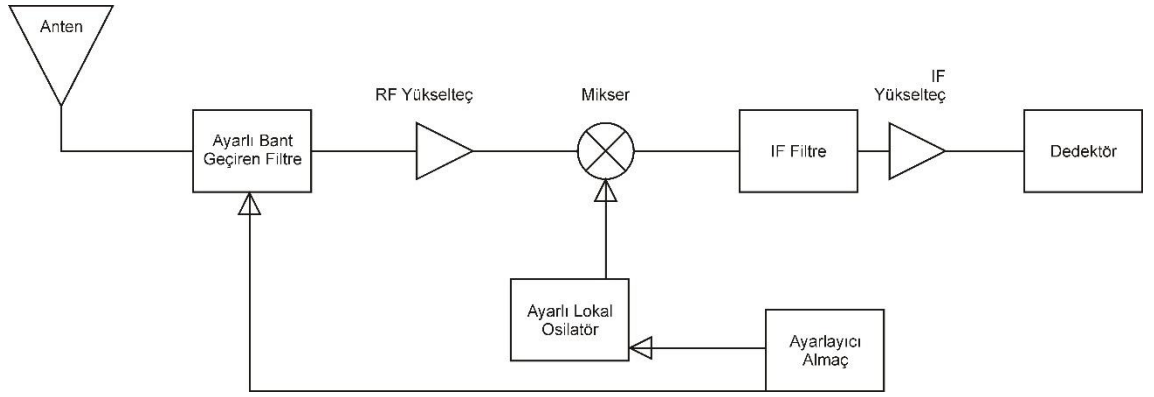 Anten
RF Yükselteç
Mikser
IF
Yükselteç
Ayarlı Bant
Geçiren Filtre
IF Filtre
Dedektör
Ayarlı Lokal
Osilatör
Ayarlayıcı
Almaç